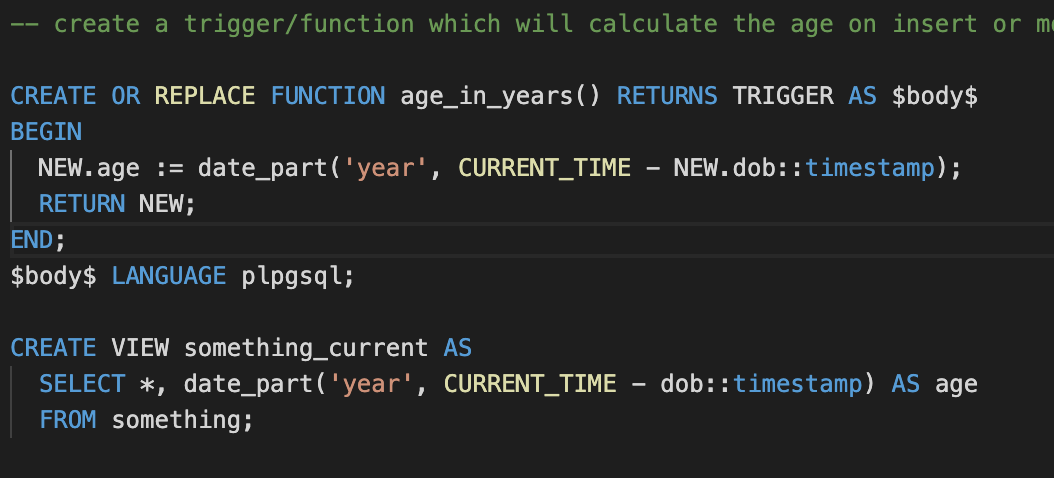 -- create a trigger/function which will calculate the age on insert or
CREATE OR REPLACE FUNCTION age_in_years() RETURNS TRIGGER AS $body$
BEGIN
NEW.age := date_part('year', CURRENT_TIME - NEW.dob::timestamp);
RETURN NEW;
END;
$body$ LANGUAGE plpgsql;
CREATE VIEW something_current AS
SELECT *, date_part('year', CURRENT_TIME - dob::timestamp) AS age
FROM something;